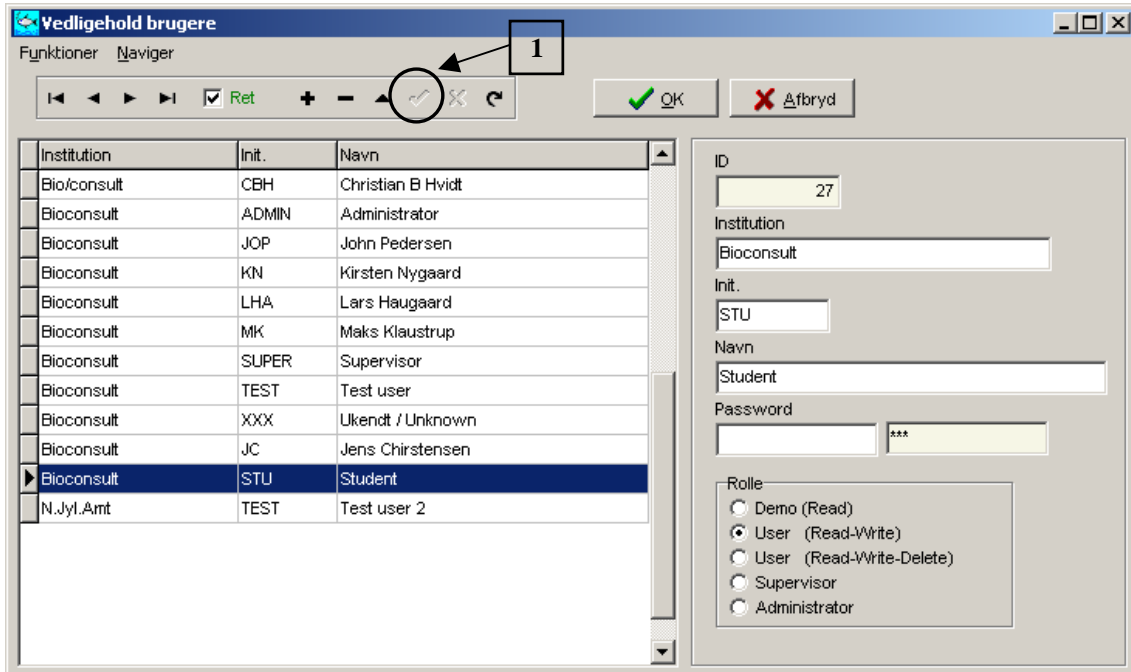 Vedligehold brugere
Funktioner Naviger
1
Ret
OK
Afbryd
Institution Init. Navn
Bio/consult CBH Christian B Hvidt
Bioconsult ADMIN Administrator
Bioconsult JOP John Pedersen
Bioconsult KN Kirsten Nygaard
Bioconsult LHA Lars Haugaard
Bioconsult MK Maks Klaustrup
Bioconsult SUPER Supervisor
Bioconsult TEST Test user
Bioconsult XXX Ukendt / Unknown
Bioconsult JC Jens Chirstensen
Bioconsult STU Student
N.Jyl.Amt TEST Test user 2
ID
27
Institution
Bioconsult
Init.
STU
Navn
Student
Password
***
Rolle
Demo (Read)
User (Read-Write)
User (Read-Write-Delete)
Supervisor
Administrator